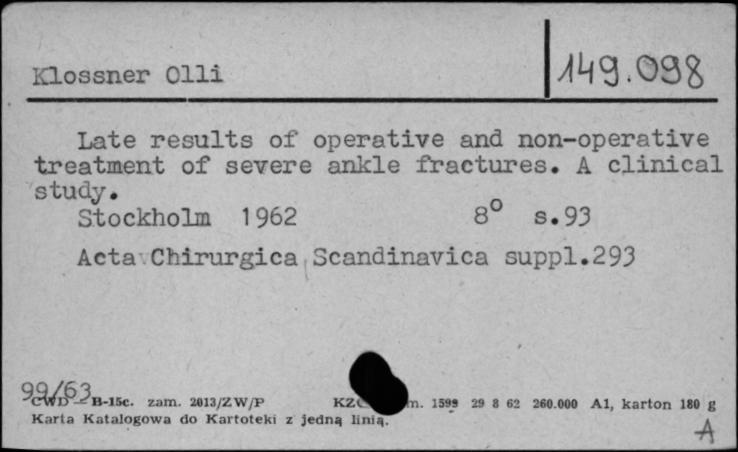 Klossner Olli
149.098
Late results of operative and non-operative
treatment of severe ankle fractures. A clinical
study.
Stockholm 1962 8° s.93
Acta Chirurgica Scandinavica suppl.293
99/63
CWD — B-15c. zam. 2013/ZW/P KZG m. 1599 29 8 62 260.000 A1, karton 180 g
Karta Katalogowa do Kartoteki z jedną linią.
A